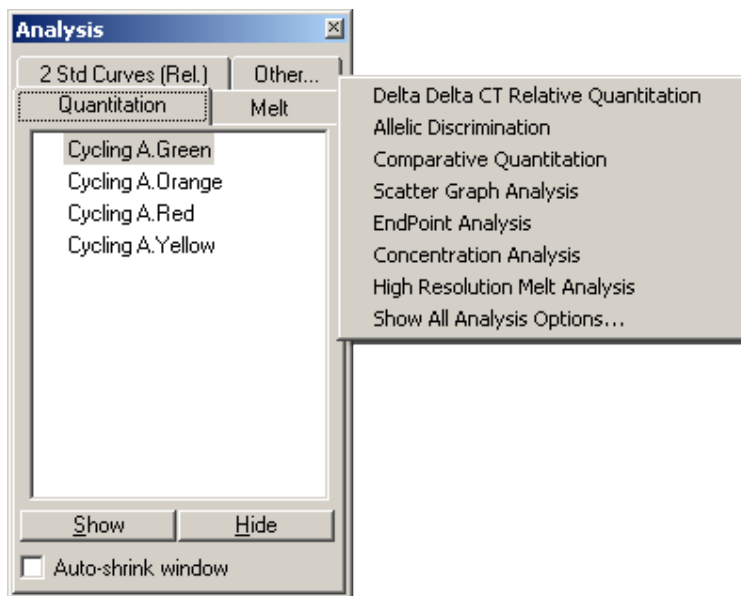 Analysis
2 Std Curves (Rel.) Other...
Quantitation Melt
Cycling A.Green
Cycling A.Orange
Cycling A.Red
Cycling A.Yellow
Show Hide
Auto-shrink window
Delta Delta CT Relative Quantitation
Allelic Discrimination
Comparative Quantitation
Scatter Graph Analysis
EndPoint Analysis
Concentration Analysis
High Resolution Melt Analysis
Show All Analysis Options...